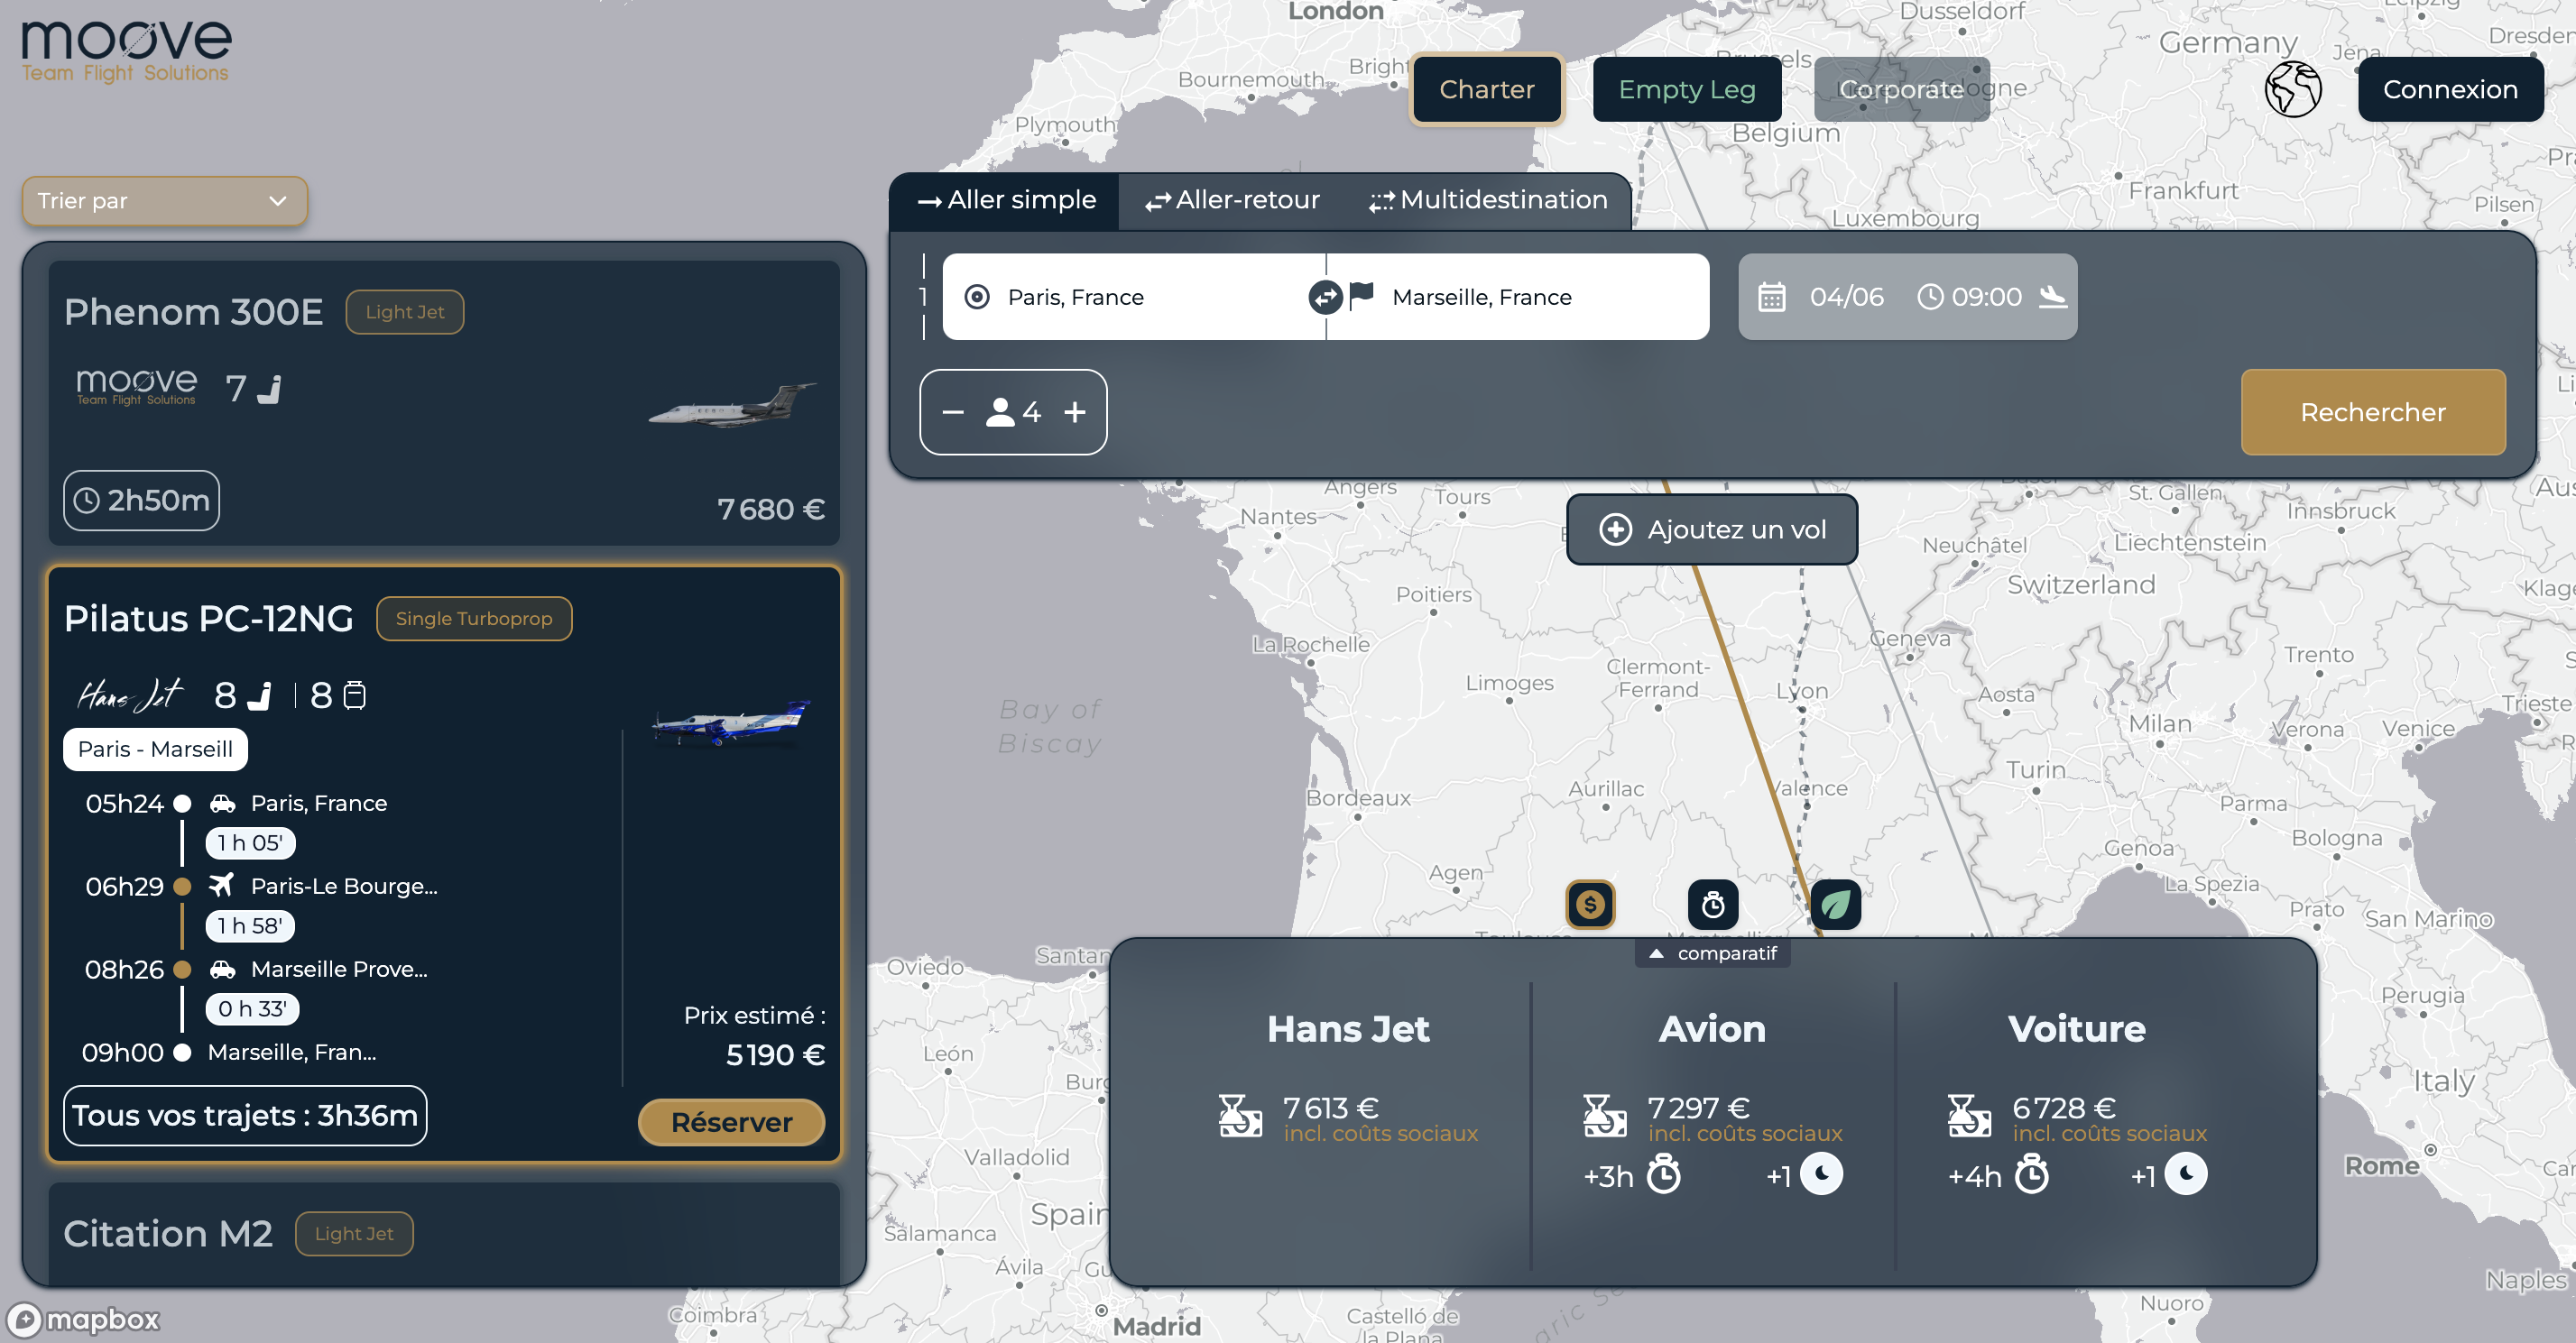 moove
Team Flight Solutions
Charter
Empty Leg
Corporate
Connexion
Trier par
Phenom 300E
Light Jet
moove
Team Flight Solutions
7
2h50m
7 680 €
Pilatus PC-12NG
Single Turboprop
Hans Jet
8
8
Paris - Marseill
05h24
Paris, France
1 h 05'
06h29
Paris-Le Bourge...
1 h 58'
08h26
Marseille Prove...
0 h 33'
09h00
Marseille, Fran...
Prix estimé :
5 190 €
Tous vos trajets : 3h36m
Réserver
Citation M2
Light Jet
Aller simple
Aller-retour
Multidestination
1
Paris, France
Marseille, France
04/06
09:00
4
Rechercher
Ajoutez un vol
comparatif
Hans Jet
7 613 €
incl. coûts sociaux
Avion
7 297 €
incl. coûts sociaux
+3h
+1
Voiture
6 728 €
incl. coûts sociaux
+4h
+1
London
Bournemouth
Plymouth
Dusseldorf
Germany
Jena
Dresden
Belgium
Frankfurt
Luxembourg
Pilsen
Angers
Tours
Nantes
St. Gallen
Innsbruck
Neuchâtel
Liechtenstein
Switzerland
Poitiers
La Rochelle
Geneva
Limoges
Clermont-
Ferrand
Lyon
Aosta
Trento
Trieste
Milan
Verona
Venice
Bay of
Biscay
Turin
Aurillac
Valence
Bordeaux
Parma
Bologna
Genoa
Agen
La Spezia
Prato
San Marino
Oviedo
Perugia
León
Italy
Valladolid
Rome
Salamanca
Spain
Ávila
Naples
Coimbra
Madrid
Castelló de
la Plana
Nuoro
mapbox